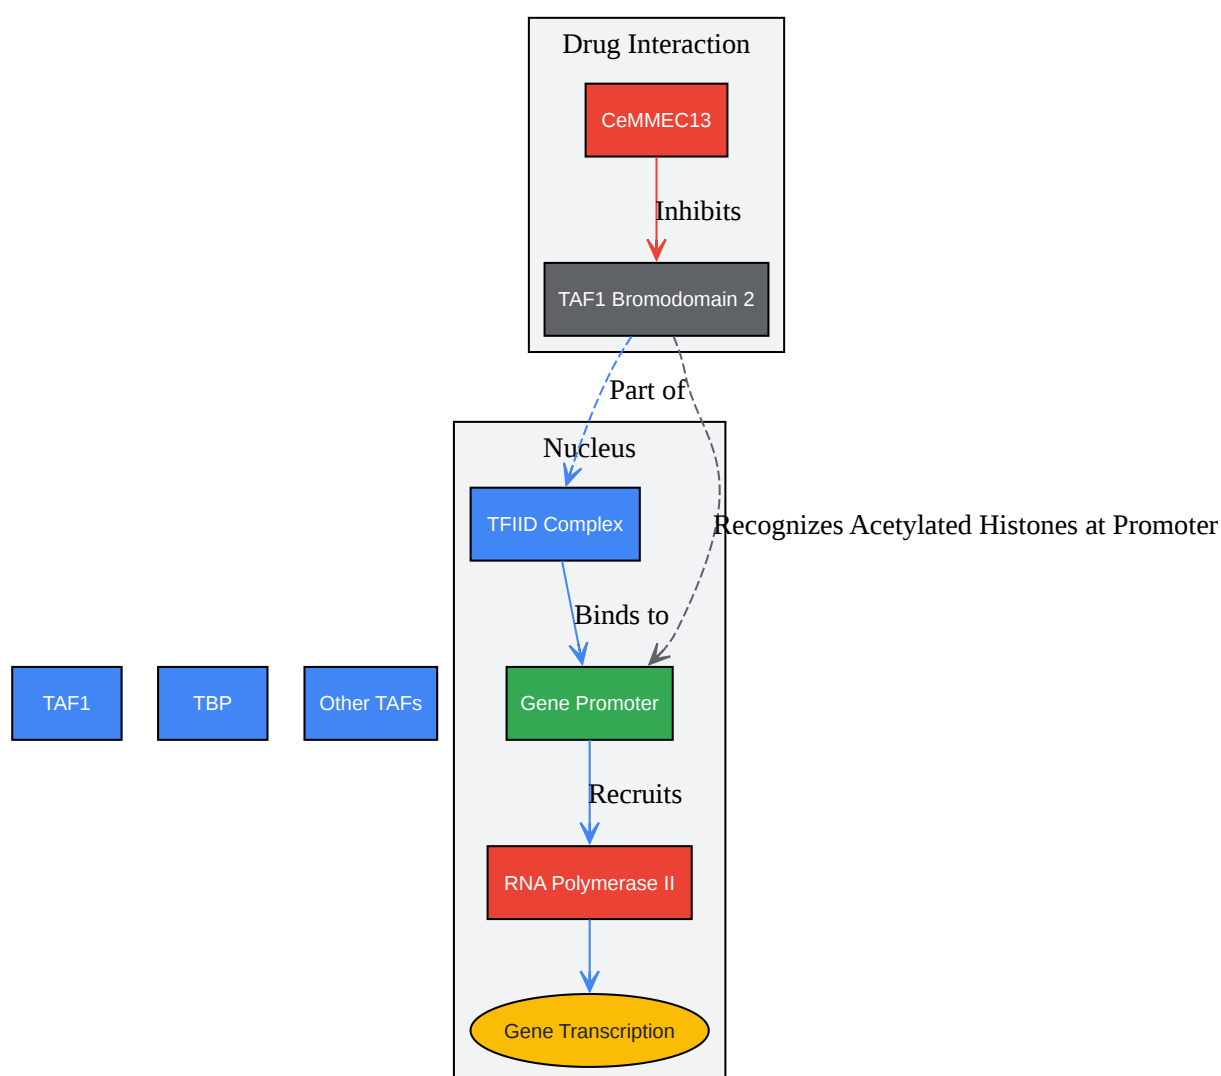 Drug Interaction
CeMMEC13
Inhibits
TAF1 Bromodomain 2
Part of
Nucleus
TFIID Complex
Recognizes Acetylated Histones at Promoter
Binds to
TAF1
TBP
Other TAFs
Gene Promoter
Recruits
RNA Polymerase II
Gene Transcription